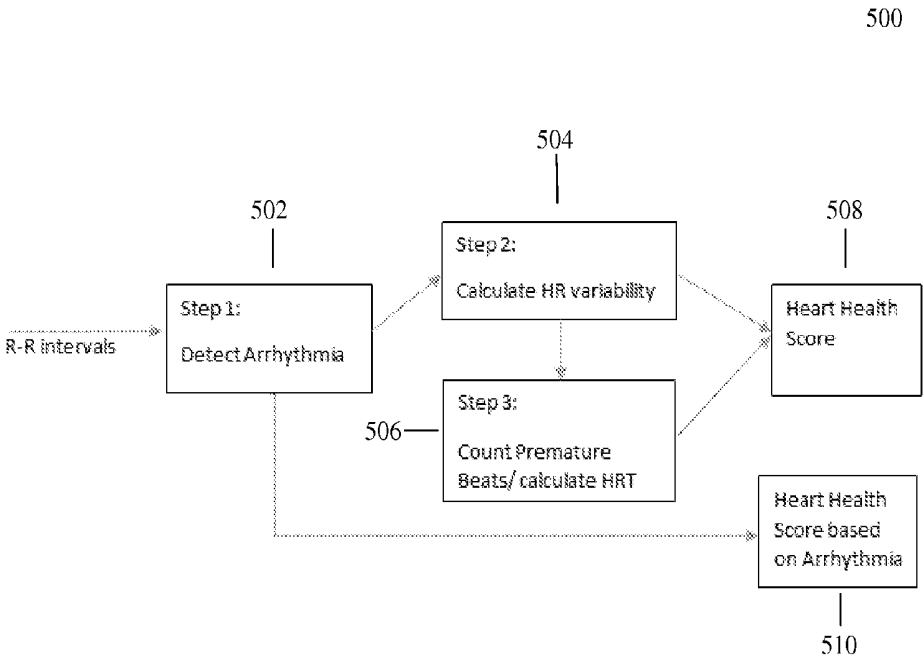 500
504
502
508
Step 2:
Calculate HR variability
Step 1:
Detect Arrhythmia
Heart Health
Score
R-R intervals
Step 3:
Count Premature
Beats/ calculate HRT
506
Heart Health
Score based
on Arrhythmia
510